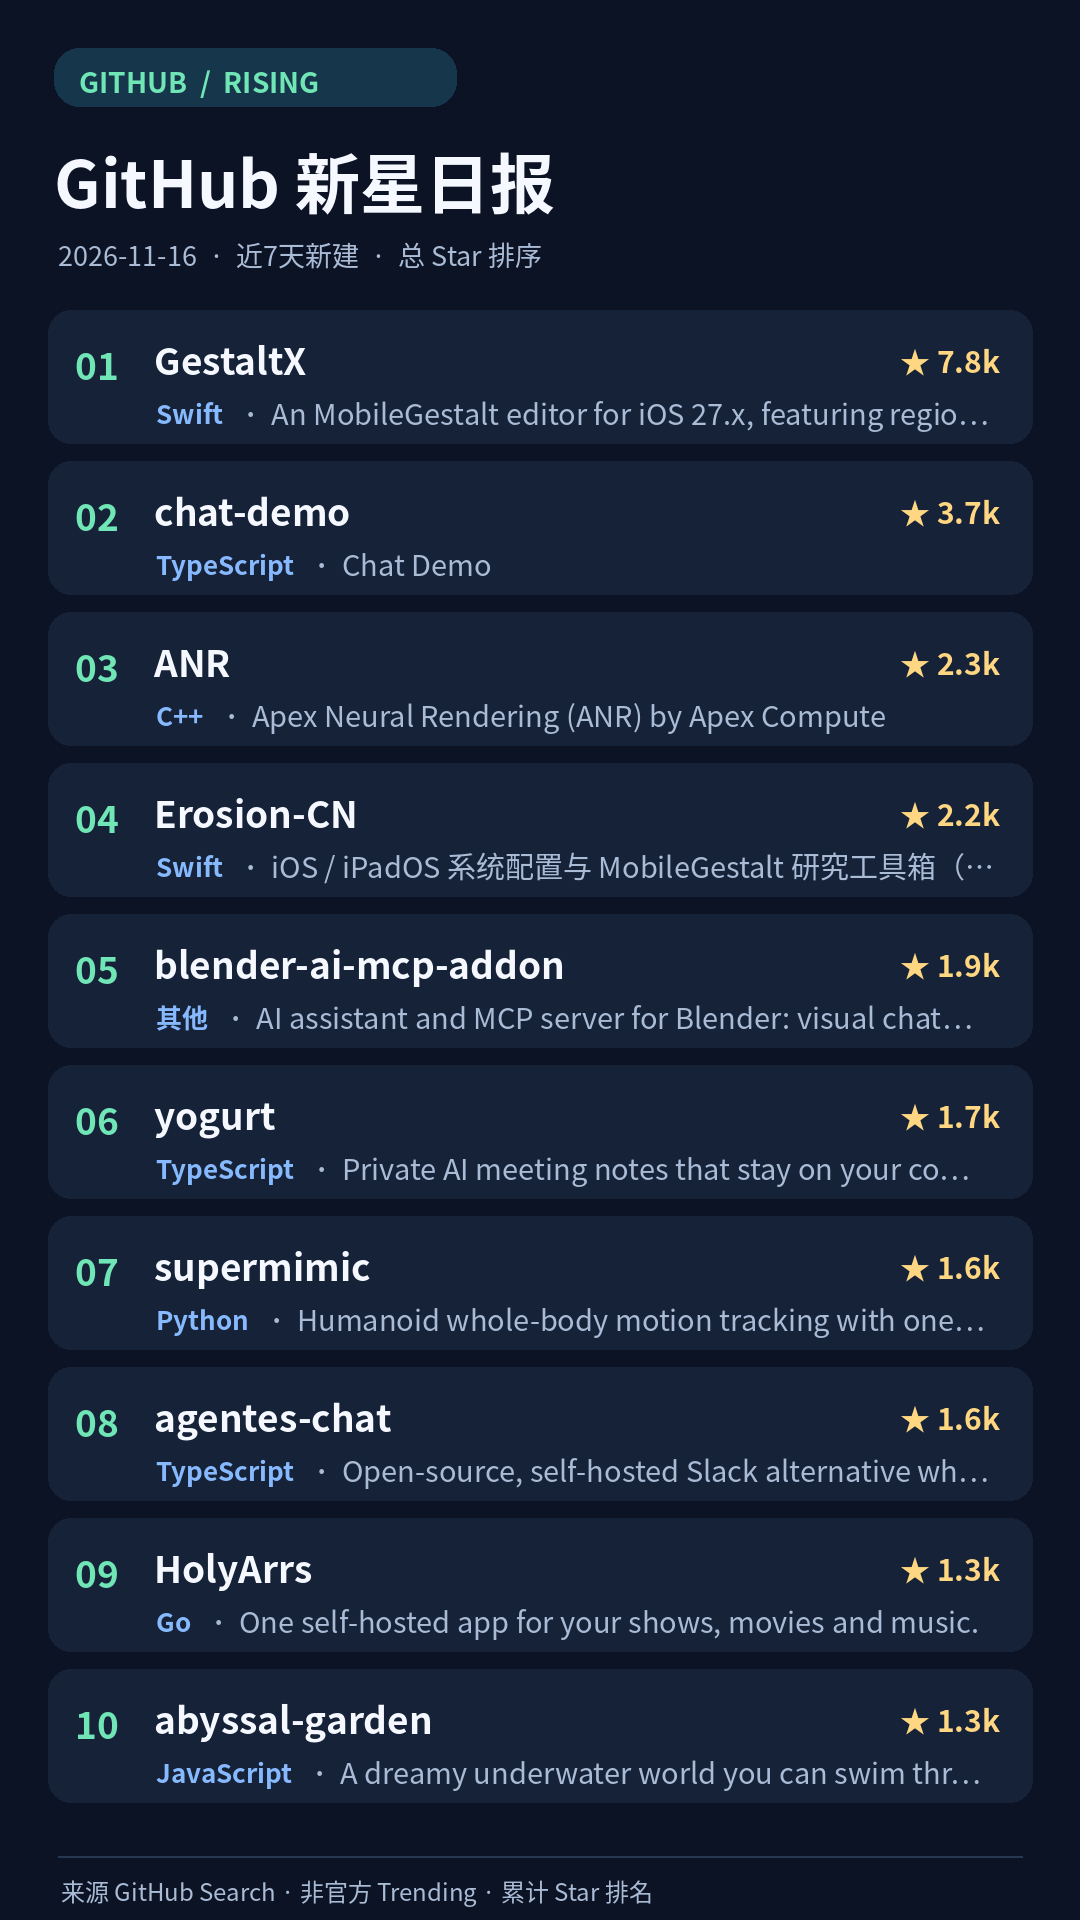 GITHUB / RISING
GitHub 新星日报
2026-11-16 · 近7天新建 · 总 Star 排序
01 GestaltX ★ 7.8k
Swift · An MobileGestalt editor for iOS 27.x, featuring regio…
02 chat-demo ★ 3.7k
TypeScript · Chat Demo
03 ANR ★ 2.3k
C++ · Apex Neural Rendering (ANR) by Apex Compute
04 Erosion-CN ★ 2.2k
Swift · iOS / iPadOS 系统配置与 MobileGestalt 研究工具箱（…
05 blender-ai-mcp-addon ★ 1.9k
其他 · AI assistant and MCP server for Blender: visual chat…
06 yogurt ★ 1.7k
TypeScript · Private AI meeting notes that stay on your co…
07 supermimic ★ 1.6k
Python · Humanoid whole-body motion tracking with one…
08 agentes-chat ★ 1.6k
TypeScript · Open-source, self-hosted Slack alternative wh…
09 HolyArrs ★ 1.3k
Go · One self-hosted app for your shows, movies and music.
10 abyssal-garden ★ 1.3k
JavaScript · A dreamy underwater world you can swim thr…
来源 GitHub Search · 非官方 Trending · 累计 Star 排名